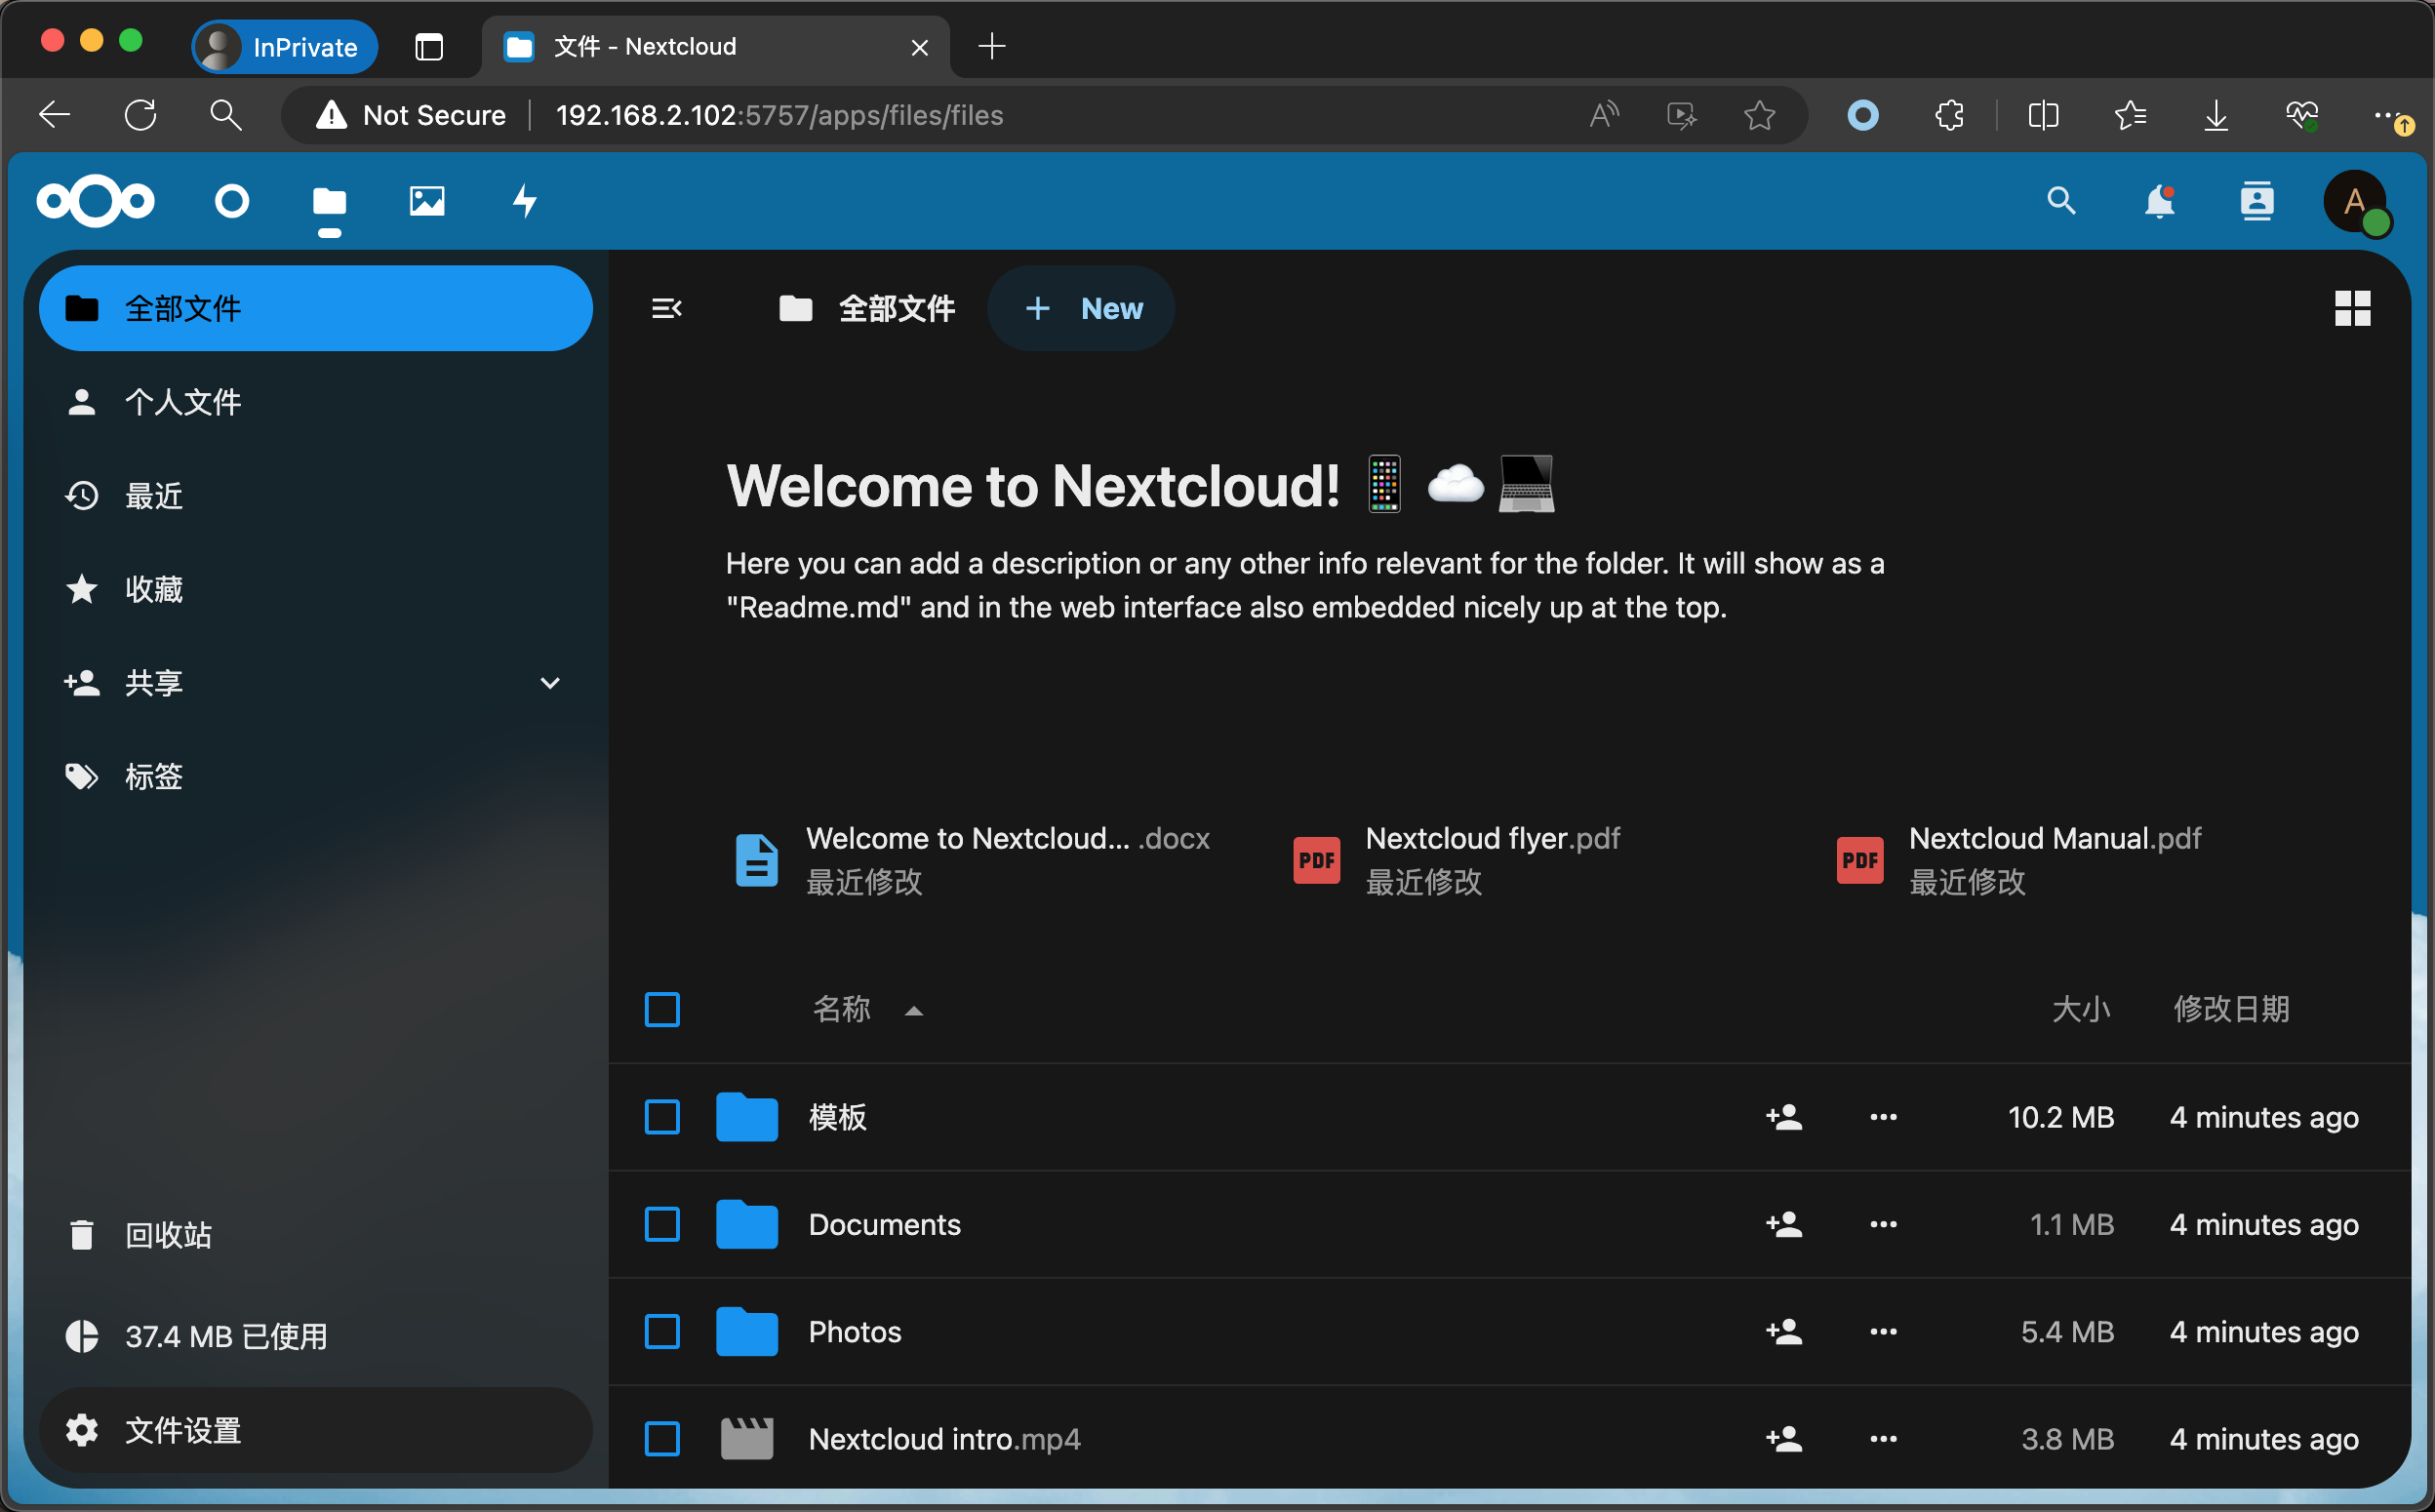 InPrivate
文件 - Nextcloud
Not Secure
192.168.2.102:5757/apps/files/files
A
全部文件
个人文件
最近
收藏
共享
标签
回收站
37.4 MB 已使用
文件设置
全部文件
New
Welcome to Nextcloud! 📱 ☁️ 💻
Here you can add a description or any other info relevant for the folder. It will show as a
"Readme.md" and in the web interface also embedded nicely up at the top.
Welcome to Nextcloud... .docx
最近修改
PDF
Nextcloud flyer.pdf
最近修改
PDF
Nextcloud Manual.pdf
最近修改
名称 大小 修改日期
模板 10.2 MB 4 minutes ago
Documents 1.1 MB 4 minutes ago
Photos 5.4 MB 4 minutes ago
Nextcloud intro.mp4 3.8 MB 4 minutes ago